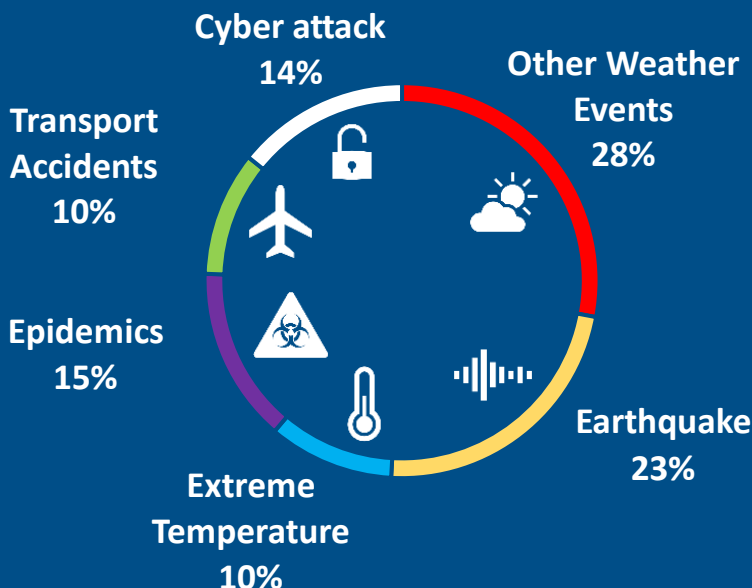 Cyber attack
14%
Other Weather
Events
28%
Transport
Accidents
10%
Epidemics
15%
Earthquake
23%
Extreme
Temperature
10%